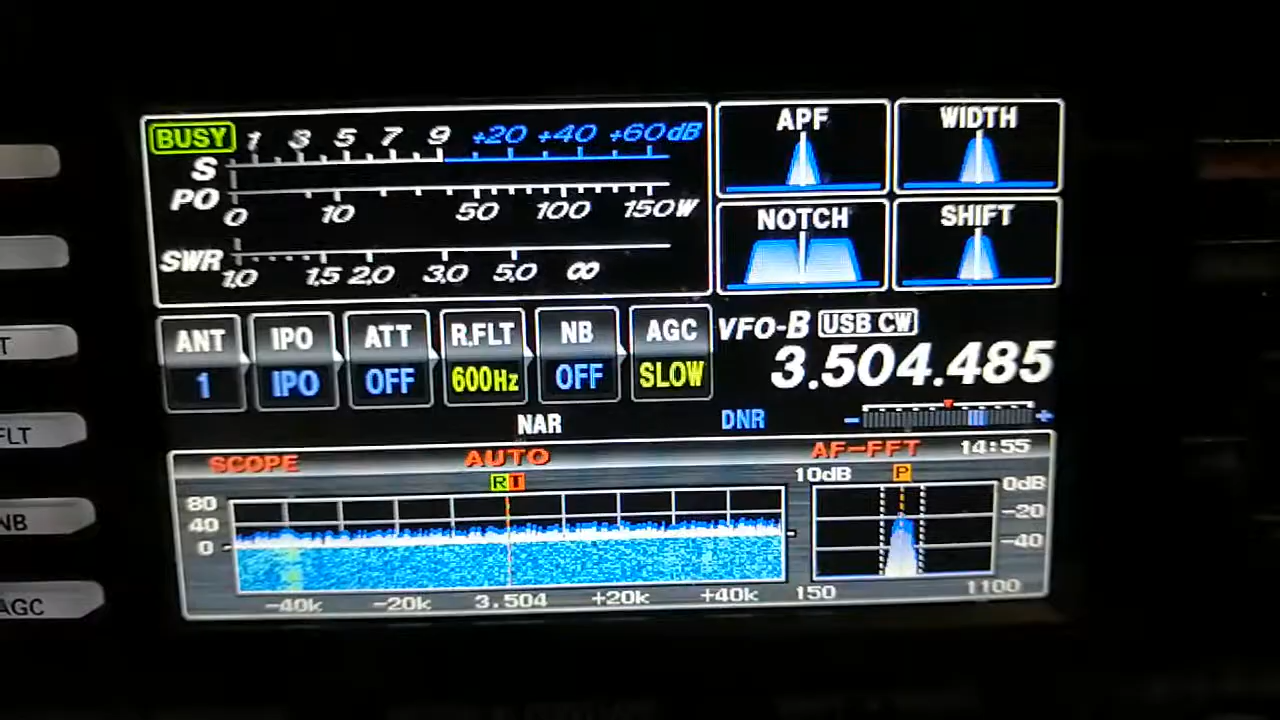 BUSY 1 3 5 7 9 +20 +40 +60dB
S
PO
0 10 50 100 150W
SWR
1.0 1.5 2.0 3.0 5.0 ∞
APF WIDTH
NOTCH SHIFT
ANT IPO ATT R.FLT NB AGC
1 IPO OFF 600Hz OFF SLOW
VFO-B USB CW
3.504.485
NAR DNR − +
SCOPE AUTO AF-FFT 14:55
R T
80
40
0
-40k -20k 3.504 +20k +40k
10dB P 0dB
-20
-40
150 1100
T
FLT
NB
AGC